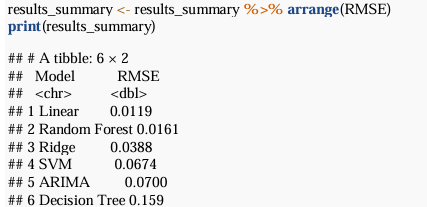 results_summary <- results_summary %>% arrange(RMSE)
print(results_summary)
## # A tibble: 6 × 2
## Model RMSE
## <chr> <dbl>
## 1 Linear 0.0119
## 2 Random Forest 0.0161
## 3 Ridge 0.0388
## 4 SVM 0.0674
## 5 ARIMA 0.0700
## 6 Decision Tree 0.159